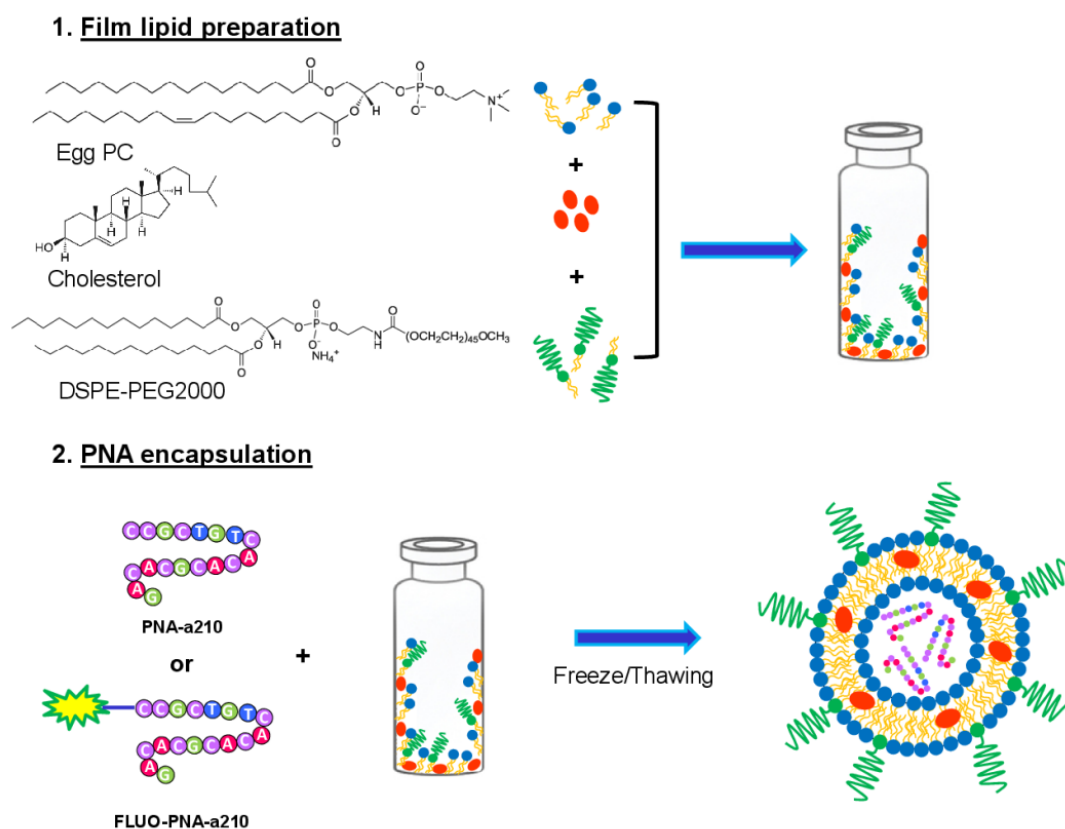 1. Film lipid preparation
Egg PC
Cholesterol
DSPE-PEG2000
+
+
O
O
O
P
O
O⁻
O
N⁺
O
H
O
H
H
H
H
HO
H
O
O
O
H
O
P
O
O
O⁻
NH₄⁺
O
N
H
O
(OCH₂CH₂)₄₅OCH₃
O
2. PNA encapsulation
C C G C T G T C
A
C A C G C A C
A
G
PNA-a210
or
+
Freeze/Thawing
C C G C T G T C
A
C A C G C A C
A
G
FLUO-PNA-a210